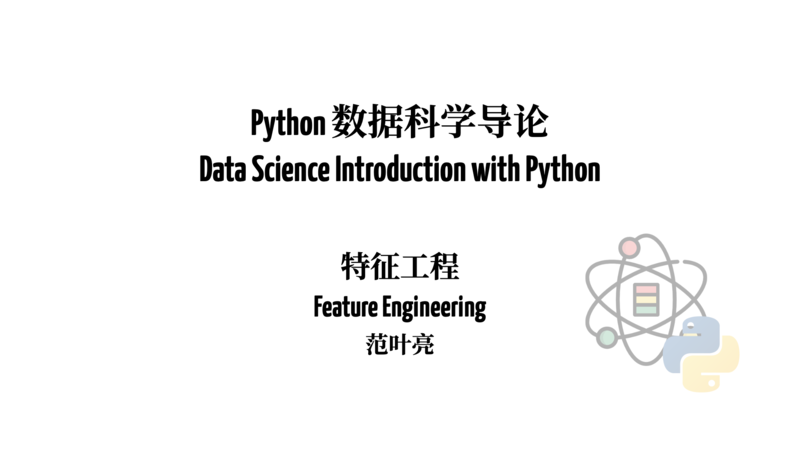 Python 数据科学导论
Data Science Introduction with Python
特征工程
Feature Engineering
范叶亮